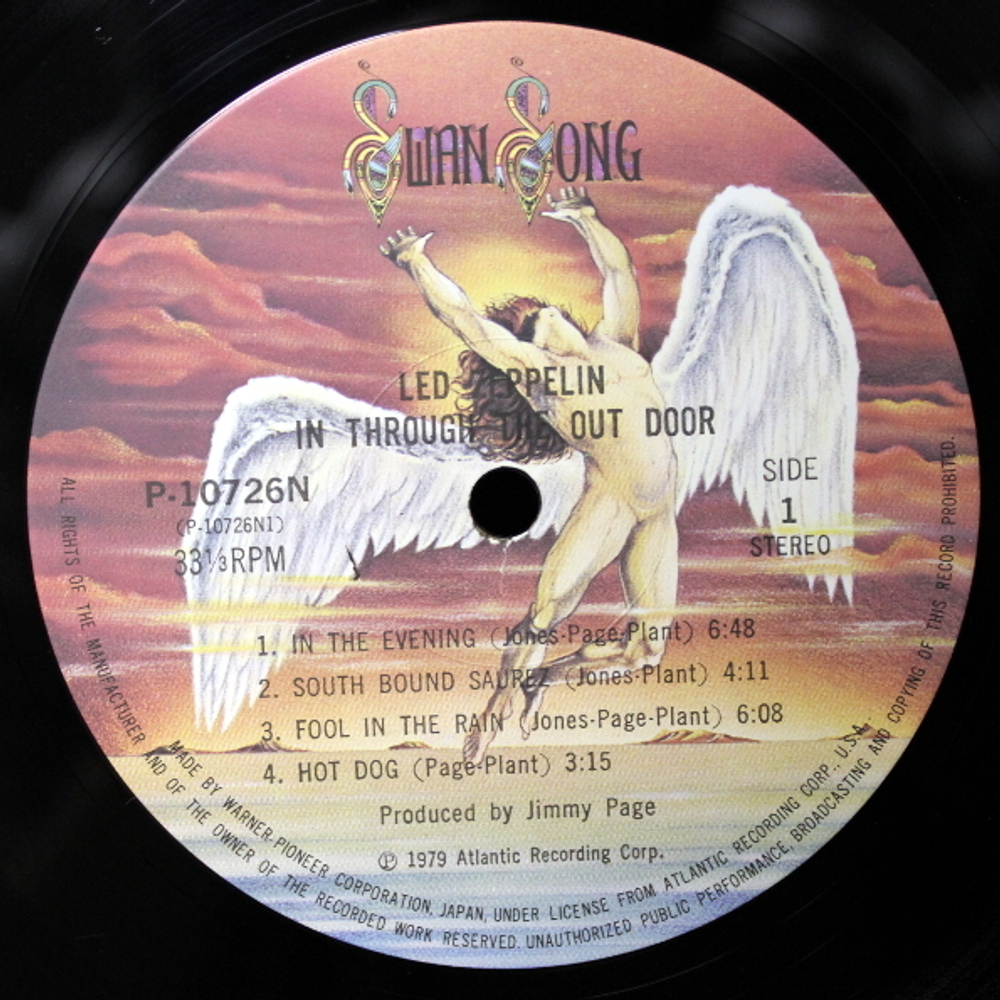 SWAN SONG
LED ZEPPELIN
IN THROUGH THE OUT DOOR
P-10726N
(P-10726N1)
33⅓RPM
SIDE
1
STEREO
1. IN THE EVENING (Jones-Page-Plant) 6:48
2. SOUTH BOUND SAUREZ (Jones-Plant) 4:11
3. FOOL IN THE RAIN (Jones-Page-Plant) 6:08
4. HOT DOG (Page-Plant) 3:15
Produced by Jimmy Page
Ⓟ 1979 Atlantic Recording Corp.
MADE BY WARNER-PIONEER CORPORATION, JAPAN, UNDER LICENSE FROM ATLANTIC RECORDING CORP., U.S.A.
ALL RIGHTS OF THE MANUFACTURER AND OF THE OWNER OF THE RECORDED WORK RESERVED. UNAUTHORIZED PUBLIC PERFORMANCE, BROADCASTING AND COPYING OF THIS RECORD PROHIBITED.